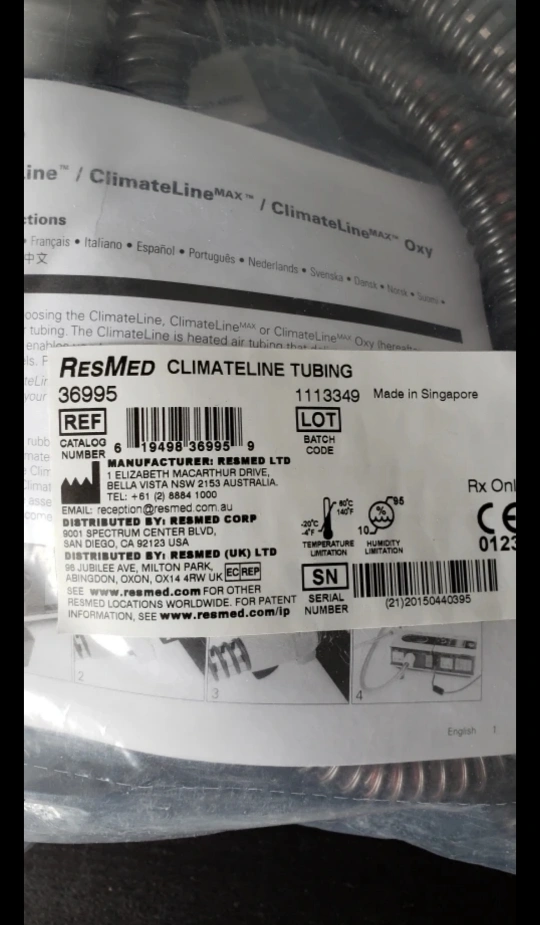 ine™ / ClimateLineMAX™ / ClimateLineMAX™ Oxy
ctions
Français • Italiano • Español • Português • Nederlands • Svenska • Dansk • Norsk • Suomi •
中文
oosing the ClimateLine, ClimateLineMAX or ClimateLineMAX Oxy (hereafter
tubing. The ClimateLine is heated air tubing that
enables
RESMED CLIMATELINE TUBING
36995
1113349 Made in Singapore
REF
LOT
CATALOG NUMBER
BATCH CODE
6 19498 36995 9
MANUFACTURER: RESMED LTD
1 ELIZABETH MACARTHUR DRIVE,
BELLA VISTA NSW 2153 AUSTRALIA.
TEL: +61 (2) 8884 1000
EMAIL: reception@resmed.com.au
DISTRIBUTED BY: RESMED CORP
9001 SPECTRUM CENTER BLVD,
SAN DIEGO, CA 92123 USA
DISTRIBUTED BY: RESMED (UK) LTD
96 JUBILEE AVE, MILTON PARK,
ABINGDON, OXON, OX14 4RW UK EC REP
SEE www.resmed.com FOR OTHER
RESMED LOCATIONS WORLDWIDE. FOR PATENT
INFORMATION, SEE www.resmed.com/ip
Rx Onl
60°C
140°F
-20°C
-4°F
TEMPERATURE LIMITATION
95
%
10
HUMIDITY LIMITATION
CE
0123
SN
SERIAL NUMBER
(21)20150440395
2
3
4
English 1